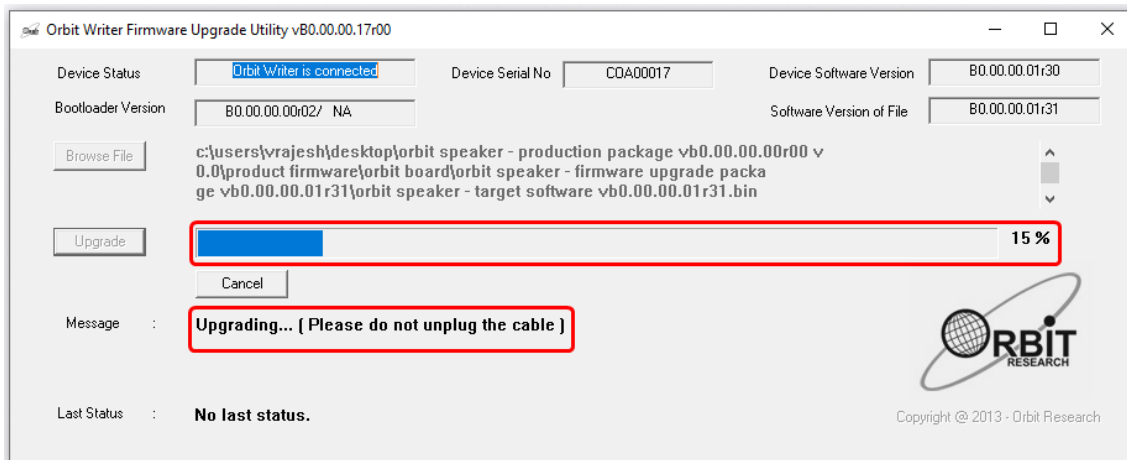 Orbit Writer Firmware Upgrade Utility vB0.00.00.17r00
Device Status Orbit Writer is connected Device Serial No COA00017 Device Software Version B0.00.00.01r30
Bootloader Version B0.00.00.00r02/ NA Software Version of File B0.00.00.01r31
Browse File
c:\users\vrajesh\desktop\orbit speaker - production package vb0.00.00.00r00 v
0.0\product firmware\orbit board\orbit speaker - firmware upgrade packa
ge vb0.00.00.01r31\orbit speaker - target software vb0.00.00.01r31.bin
Upgrade 15 %
Cancel
Message : Upgrading... ( Please do not unplug the cable )
ORBIT
RESEARCH
Last Status : No last status.
Copyright @ 2013 - Orbit Research